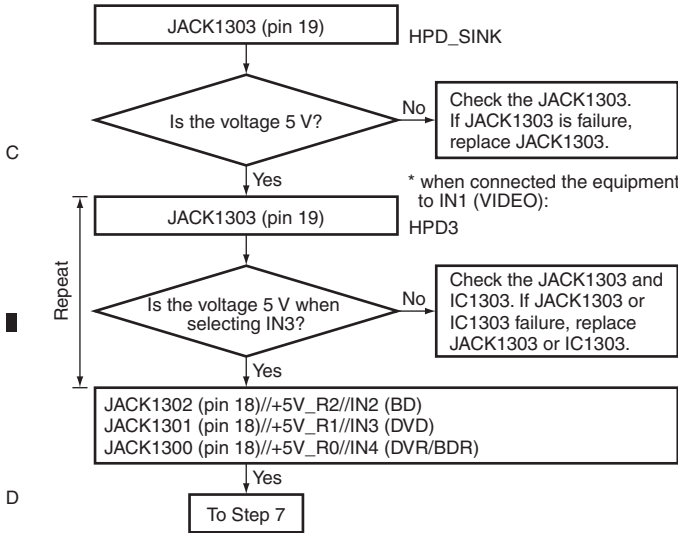 JACK1303 (pin 19)
HPD_SINK
Is the voltage 5 V?
No
Check the JACK1303.
If JACK1303 is failure,
replace JACK1303.
C
Yes
* when connected the equipment
to IN1 (VIDEO):
JACK1303 (pin 19)
HPD3
Repeat
Is the voltage 5 V when
selecting IN3?
No
Check the JACK1303 and
IC1303. If JACK1303 or
IC1303 failure, replace
JACK1303 or IC1303.
Yes
JACK1302 (pin 18)//+5V_R2//IN2 (BD)
JACK1301 (pin 18)//+5V_R1//IN3 (DVD)
JACK1300 (pin 18)//+5V_R0//IN4 (DVR/BDR)
Yes
D
To Step 7